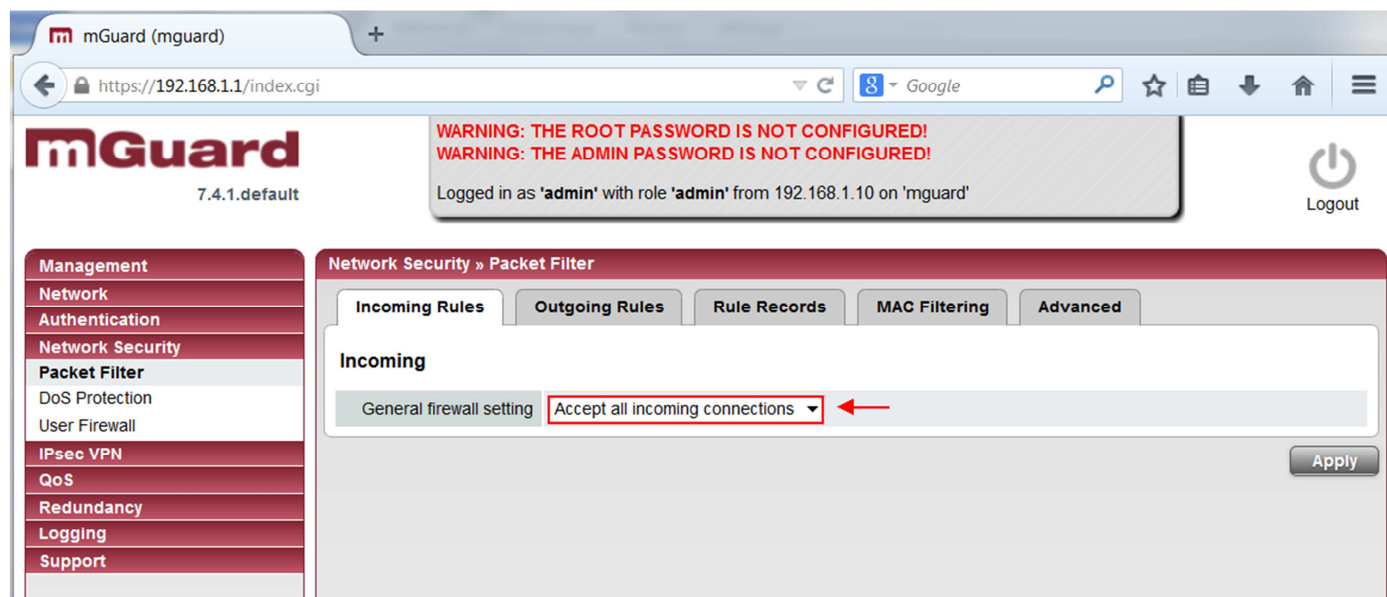 mGuard (mguard)
+
https://192.168.1.1/index.cgi
8 Google
mGuard
7.4.1.default
WARNING: THE ROOT PASSWORD IS NOT CONFIGURED!
WARNING: THE ADMIN PASSWORD IS NOT CONFIGURED!
Logged in as 'admin' with role 'admin' from 192.168.1.10 on 'mguard'
Logout
Management
Network
Authentication
Network Security
Packet Filter
DoS Protection
User Firewall
IPsec VPN
QoS
Redundancy
Logging
Support
Network Security » Packet Filter
Incoming Rules
Outgoing Rules
Rule Records
MAC Filtering
Advanced
Incoming
General firewall setting
Accept all incoming connections
Apply